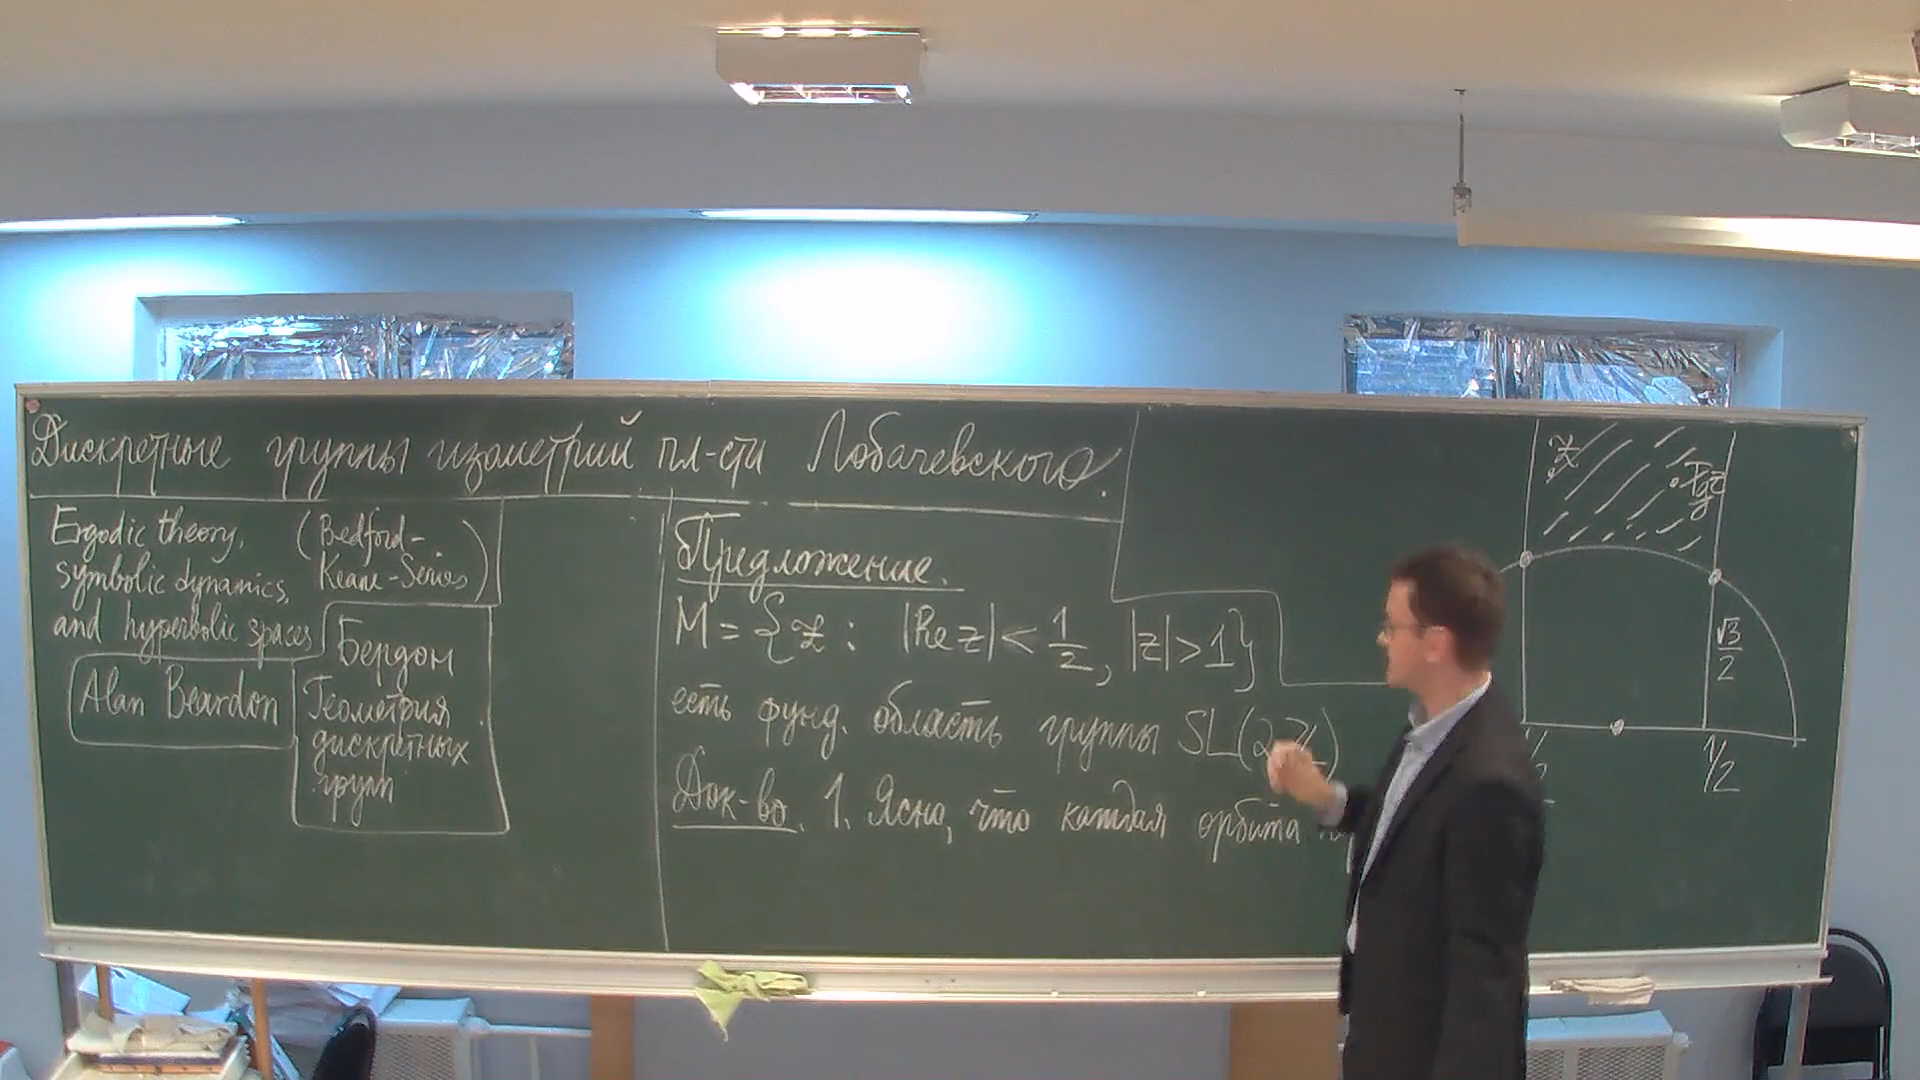 Дискретные группы изометрий пл-сти Лобачевского.
Ergodic theory, (Bedford-
symbolic dynamics, Keane-Series)
and hyperbolic spaces
Alan Beardon
Бердон
Геометрия
дискретных
групп
Предложение.
M = {z : |Re z| < 1/2, |z| > 1}
есть фунд. область группы SL(2, ℤ)
Док-во. 1. Ясно, что каждая орбита
z
√3/2
1/2